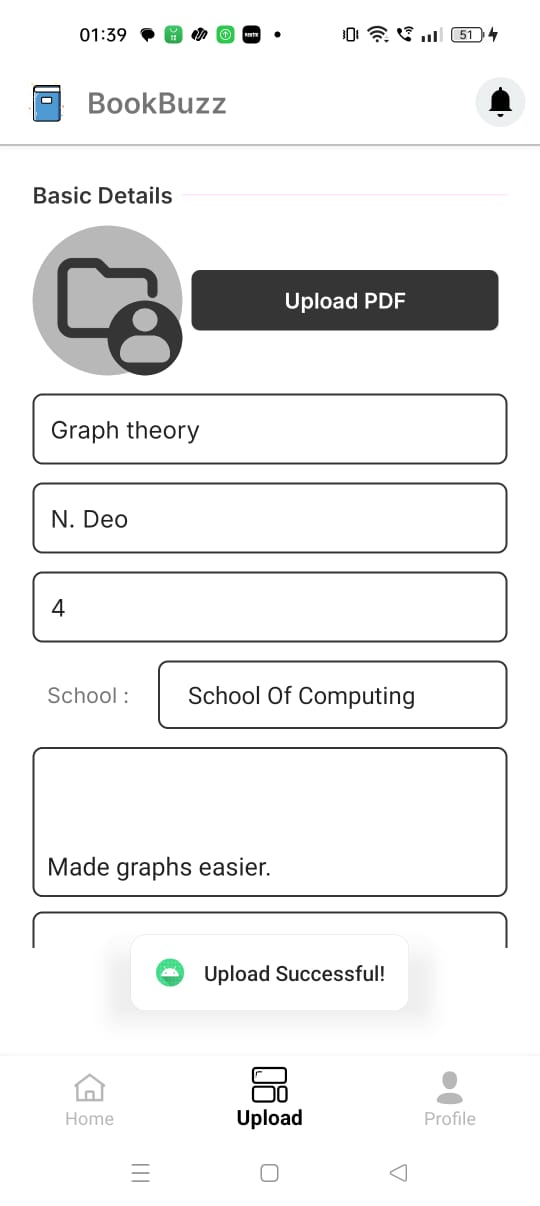 01:39
51
BookBuzz
Basic Details
Upload PDF
Graph theory
N. Deo
4
School :
School Of Computing
Made graphs easier.
Upload Successful!
Home
Upload
Profile